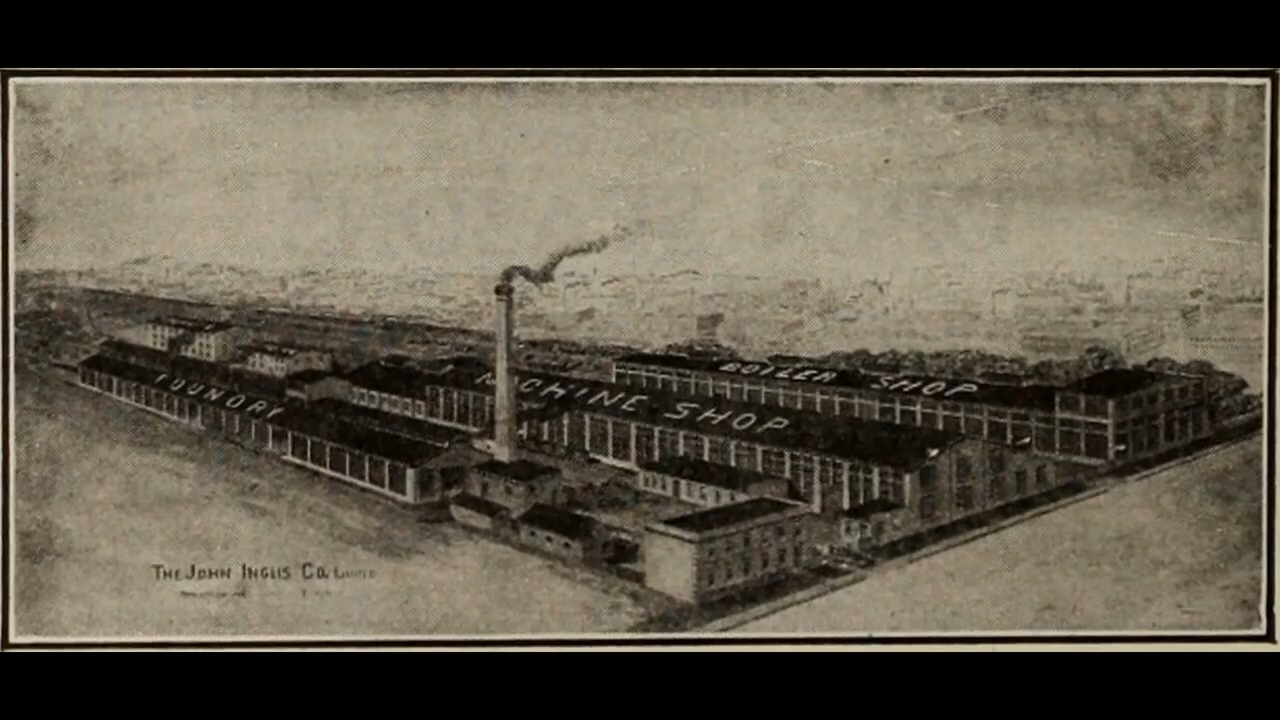 BOILER SHOP
MACHINE SHOP
FOUNDRY
THE JOHN INGLIS CO. LIMITED